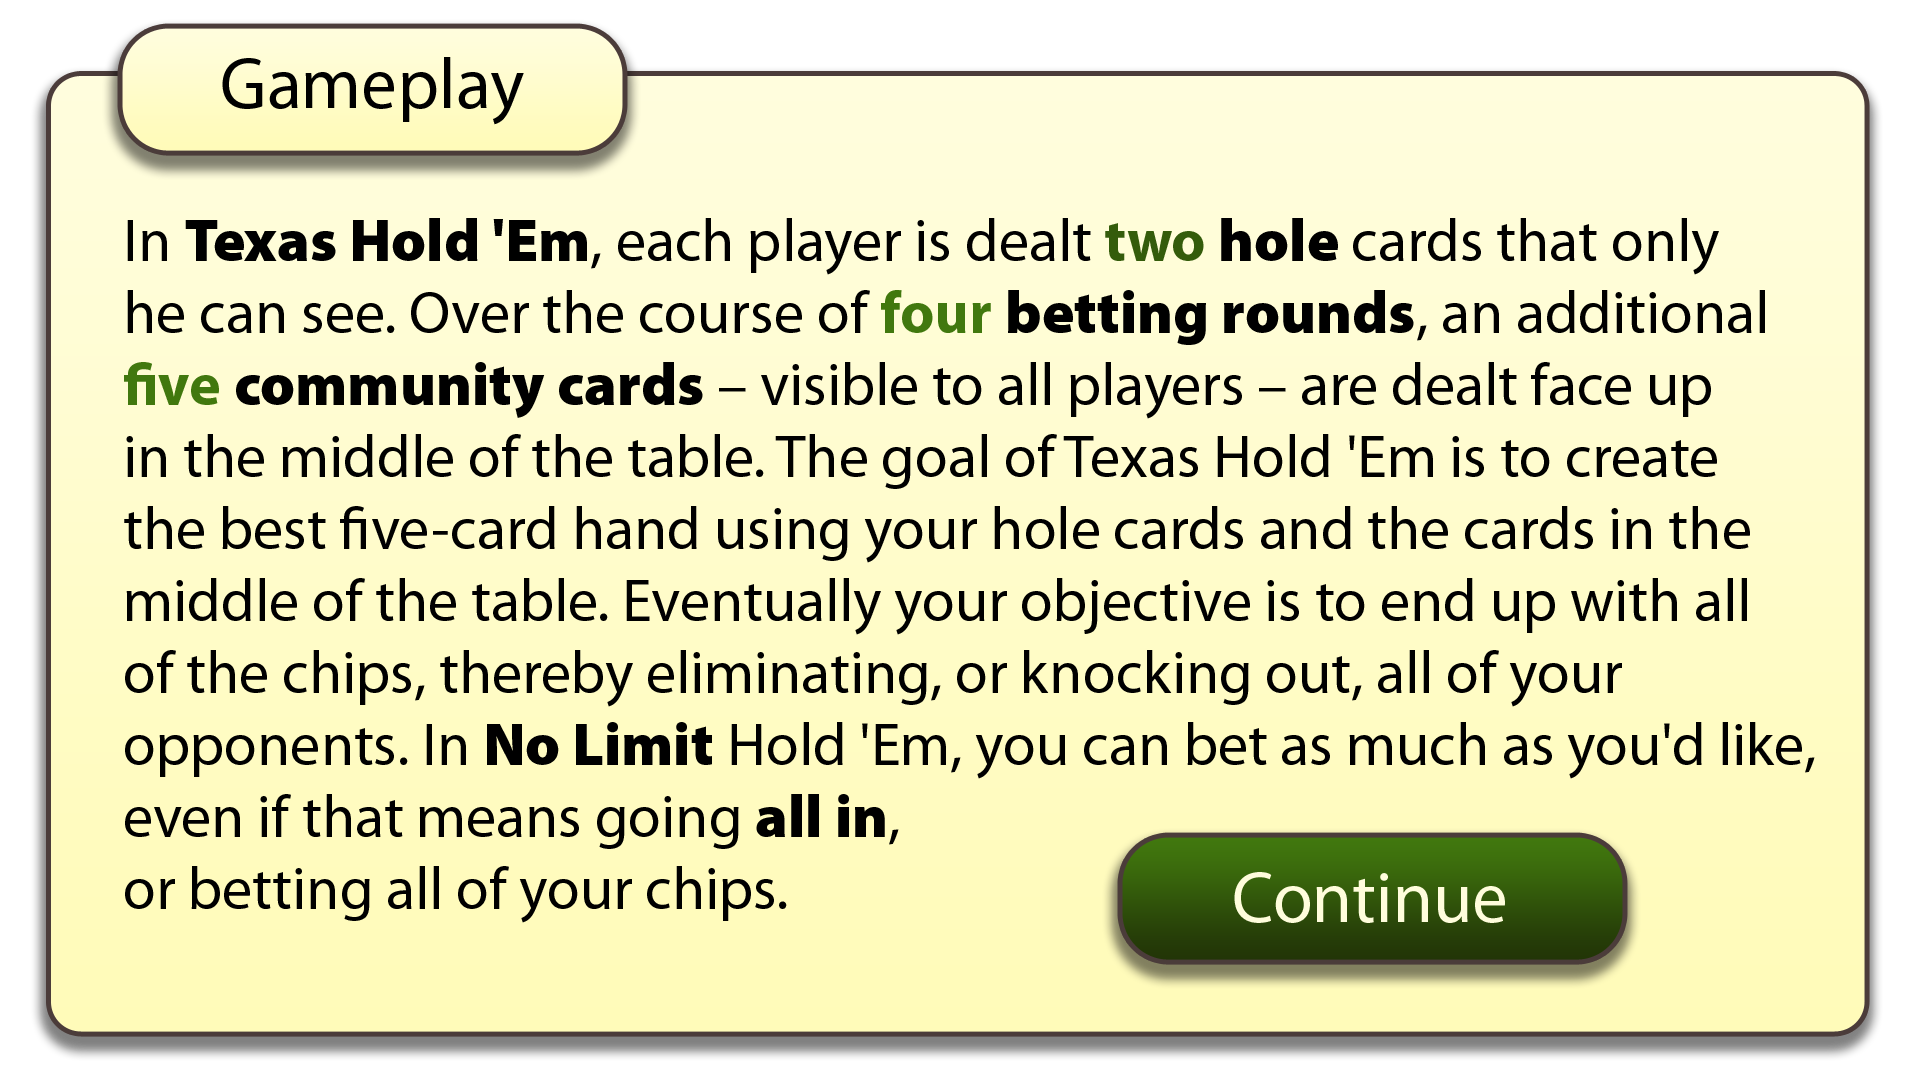 Gameplay
In Texas Hold 'Em, each player is dealt two hole cards that only
he can see. Over the course of four betting rounds, an additional
five community cards – visible to all players – are dealt face up
in the middle of the table. The goal of Texas Hold 'Em is to create
the best five-card hand using your hole cards and the cards in the
middle of the table. Eventually your objective is to end up with all
of the chips, thereby eliminating, or knocking out, all of your
opponents. In No Limit Hold 'Em, you can bet as much as you'd like,
even if that means going all in,
or betting all of your chips.
Continue